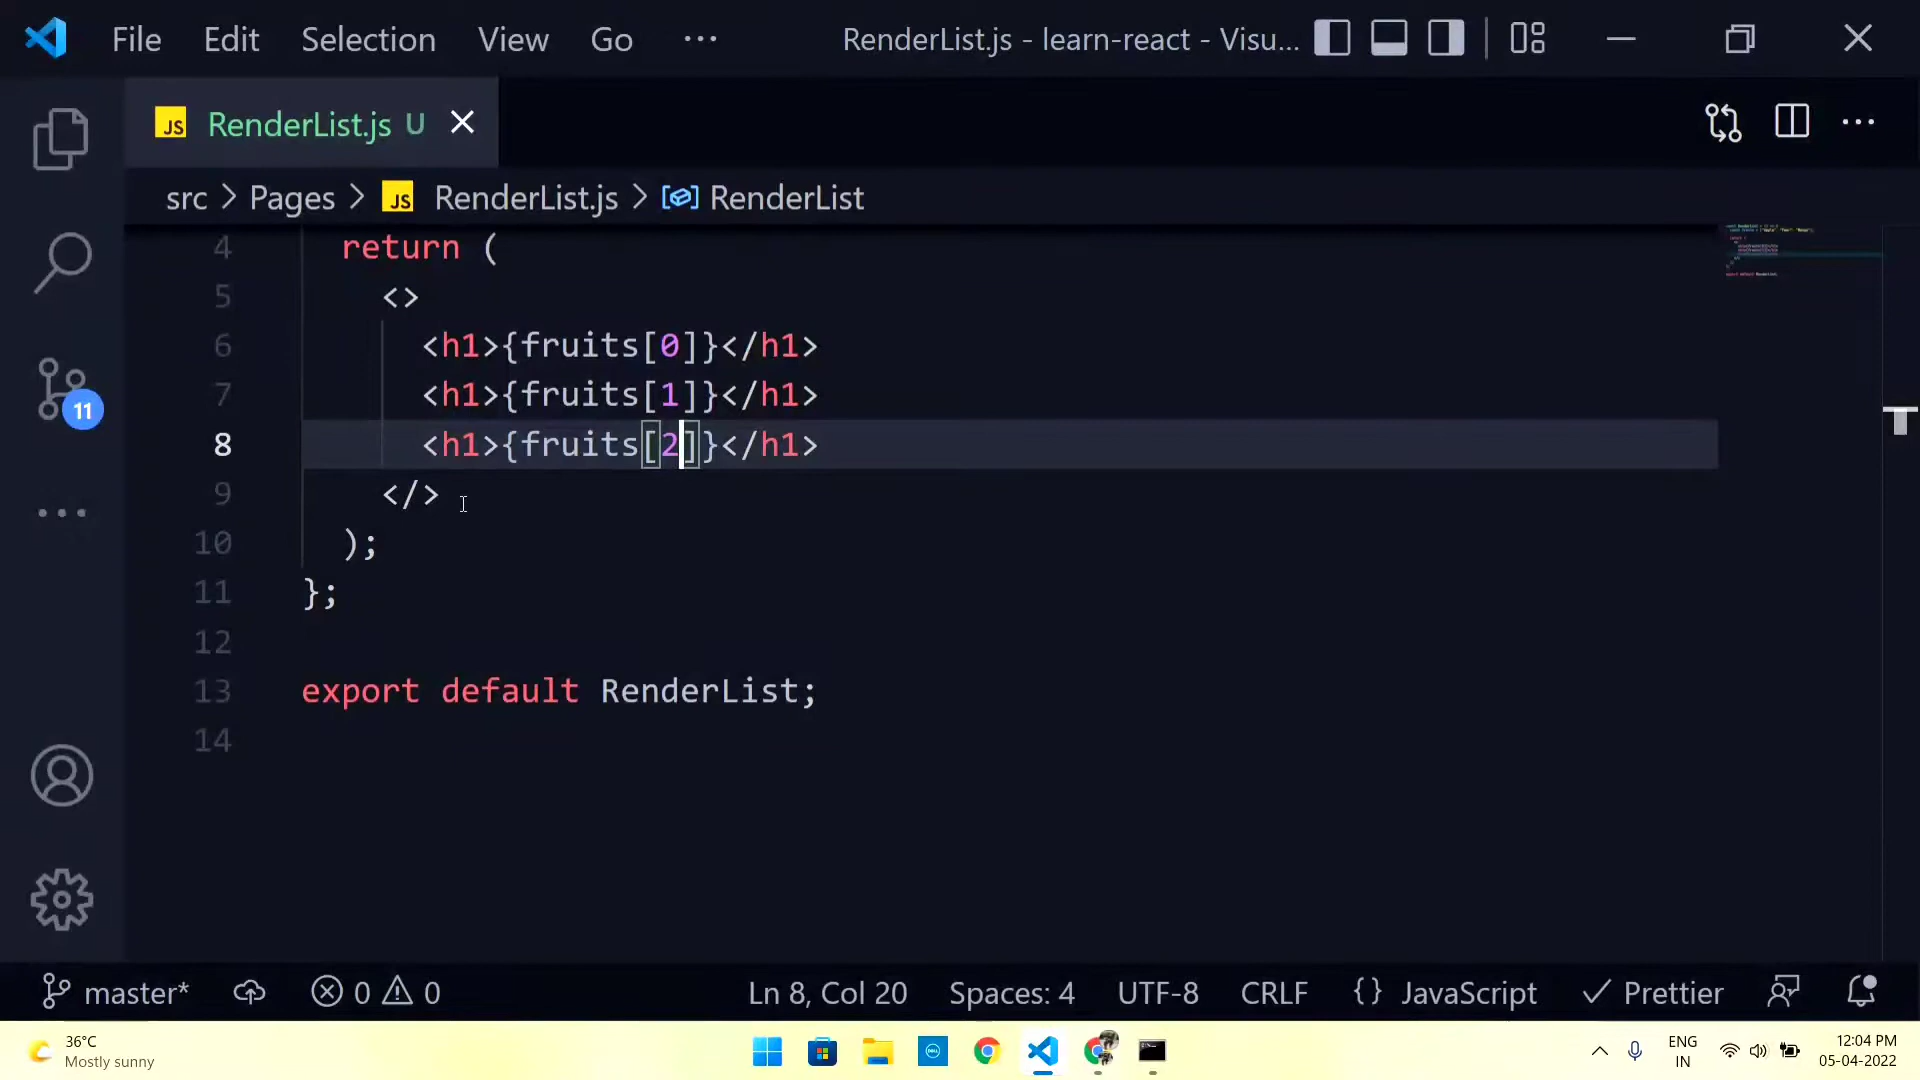 File Edit Selection View Go ··· RenderList.js - learn-react - Visu...
JS RenderList.js U
src > Pages > JS RenderList.js > RenderList
4 return (
5 <>
6 <h1>{fruits[0]}</h1>
7 <h1>{fruits[1]}</h1>
8 <h1>{fruits[2]}</h1>
9 </>
10 );
11 };
12
13 export default RenderList;
14
11
master* 0 0 Ln 8, Col 20 Spaces: 4 UTF-8 CRLF {} JavaScript Prettier
36°C
Mostly sunny
ENG
IN
12:04 PM
05-04-2022